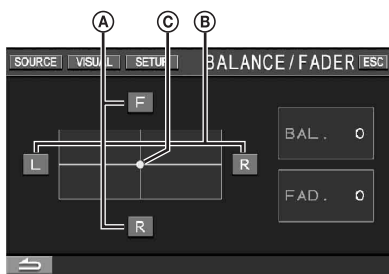 A C B
SOURCE VISUAL SETUP BALANCE/FADER ESC
F
BAL. 0
L R
FAD. 0
R